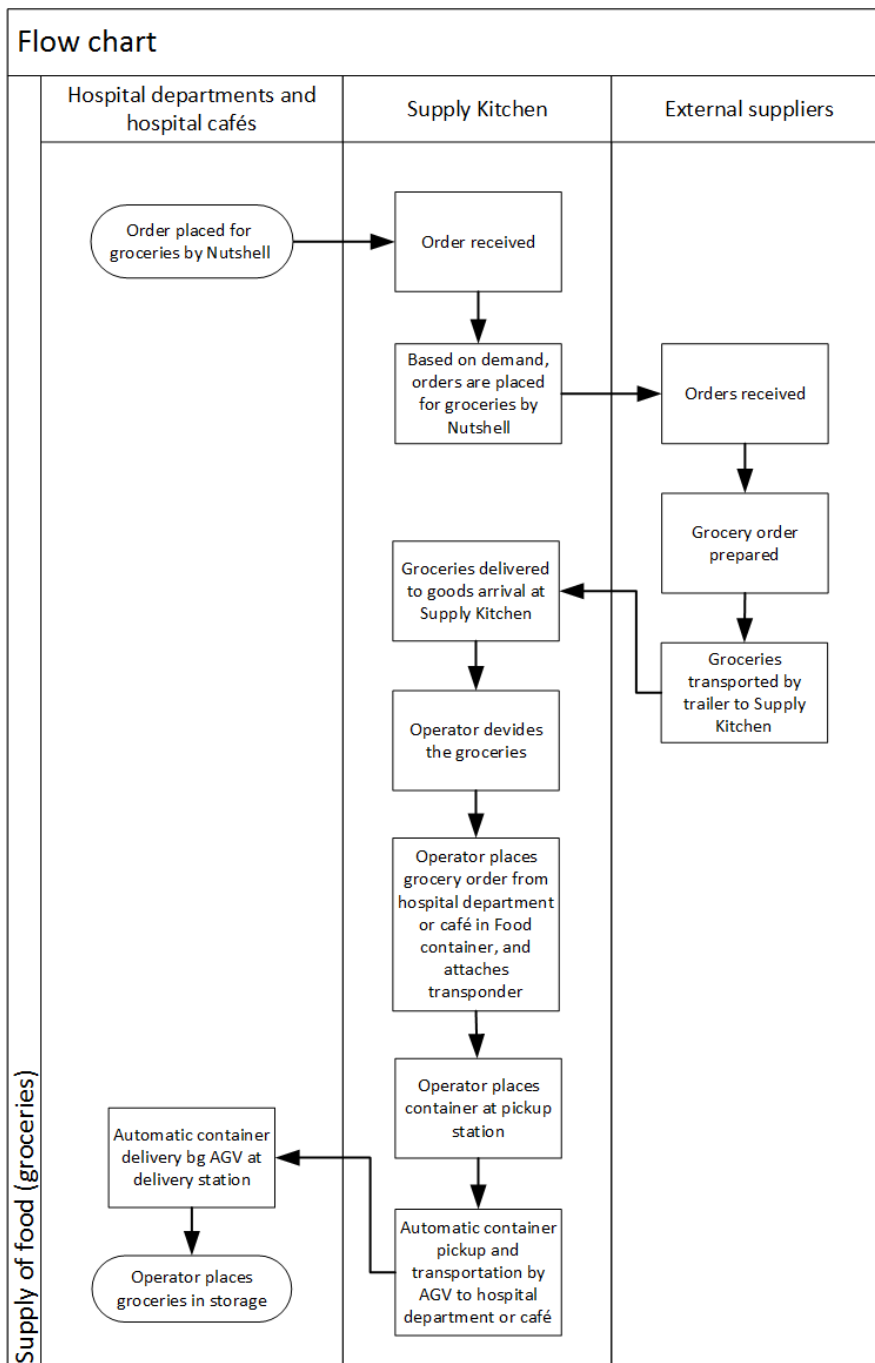 Flow chart
Hospital departments and
hospital cafés
Supply Kitchen
External suppliers
Order placed for
groceries by Nutshell
Order received
Based on demand,
orders are placed
for groceries by
Nutshell
Orders received
Grocery order
prepared
Groceries
transported by
trailer to Supply
Kitchen
Groceries delivered
to goods arrival at
Supply Kitchen
Operator devides
the groceries
Operator places
grocery order from
hospital department
or café in Food
container, and
attaches
transponder
Operator places
container at pickup
station
Automatic container
pickup and
transportation by
AGV to hospital
department or café
Automatic container
delivery bg AGV at
delivery station
Operator places
groceries in storage
Supply of food (groceries)